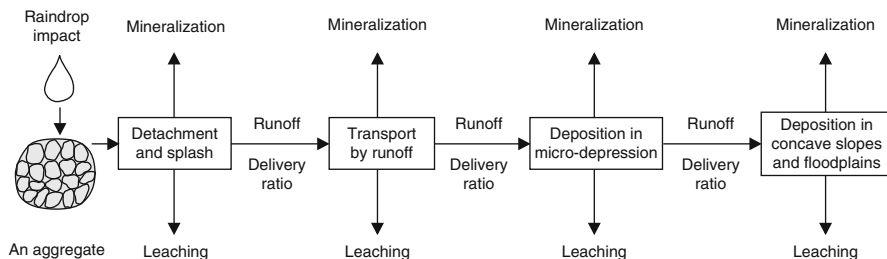 Raindrop
impact
Mineralization
Mineralization
Mineralization
Mineralization
Detachment
and splash
Runoff
Delivery
ratio
Transport
by runoff
Runoff
Delivery
ratio
Deposition in
micro-depression
Runoff
Delivery
ratio
Deposition in
concave slopes
and floodplains
An aggregate
Leaching
Leaching
Leaching
Leaching